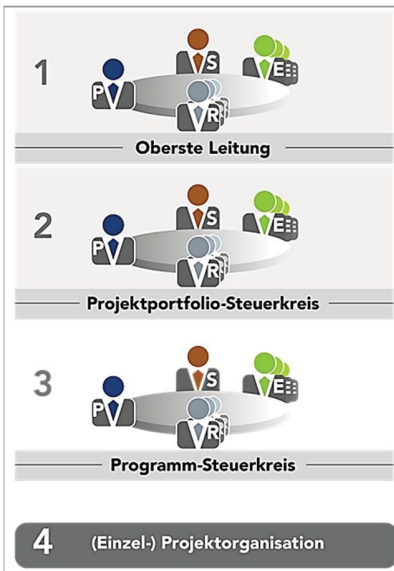 1
P S E R
Oberste Leitung
2
P S E R
Projektportfolio-Steuerkreis
3
P S E R
Programm-Steuerkreis
4 (Einzel-) Projektorganisation